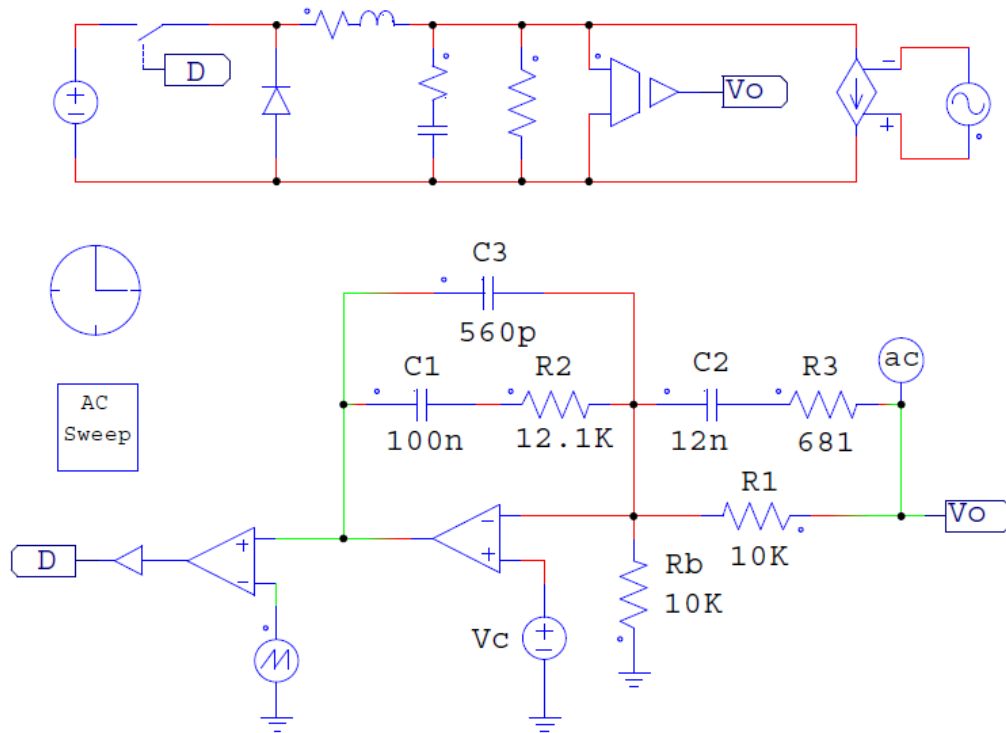 D
Vo
C3
560p
ac
C1
R2
C2
R3
AC
Sweep
100n
12.1K
12n
681
R1
Vo
D
10K
Rb
10K
Vc